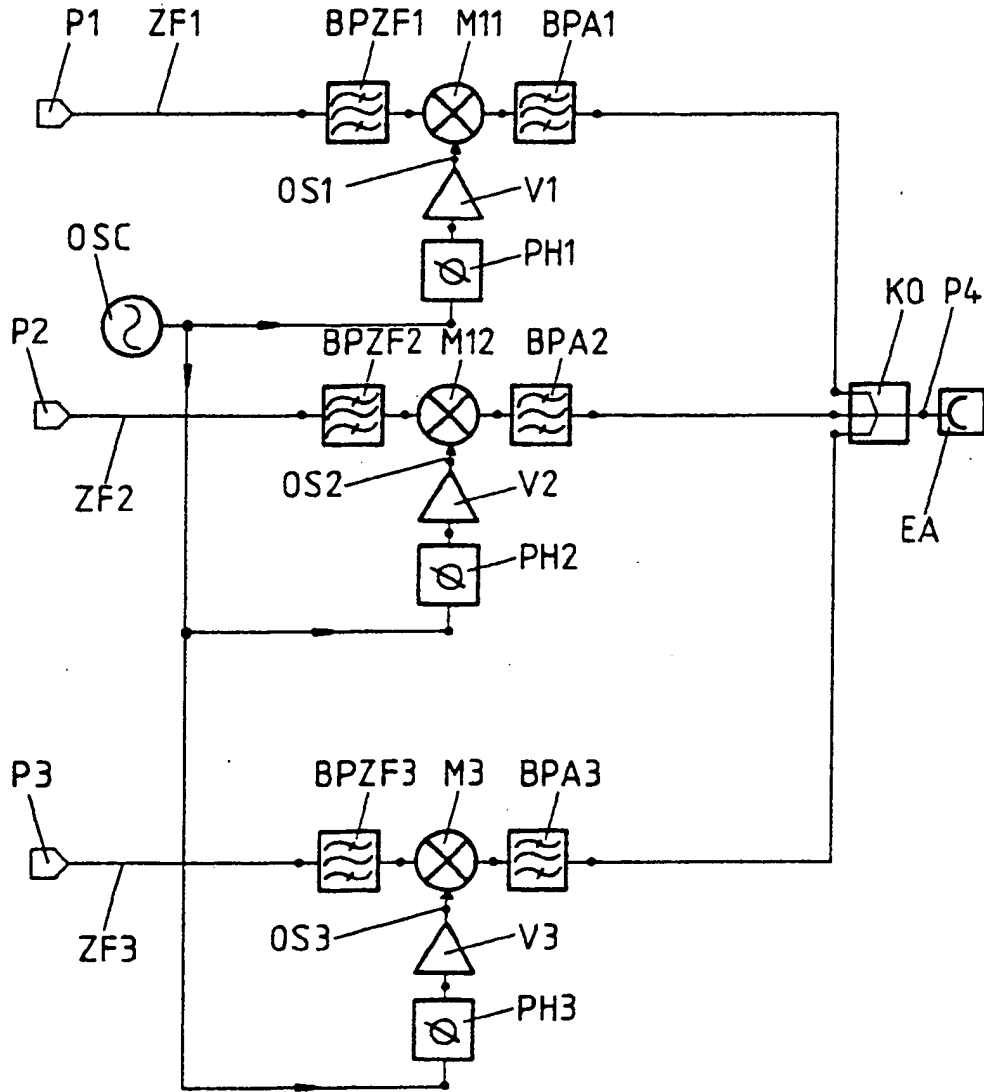 P1 ZF1 BPZF1 M11 BPA1
OS1 V1
OSC
PH1
P2 BPZF2 M12 BPA2 KO P4
ZF2 OS2 V2
EA
PH2
P3 BPZF3 M3 BPA3
ZF3 OS3 V3
PH3